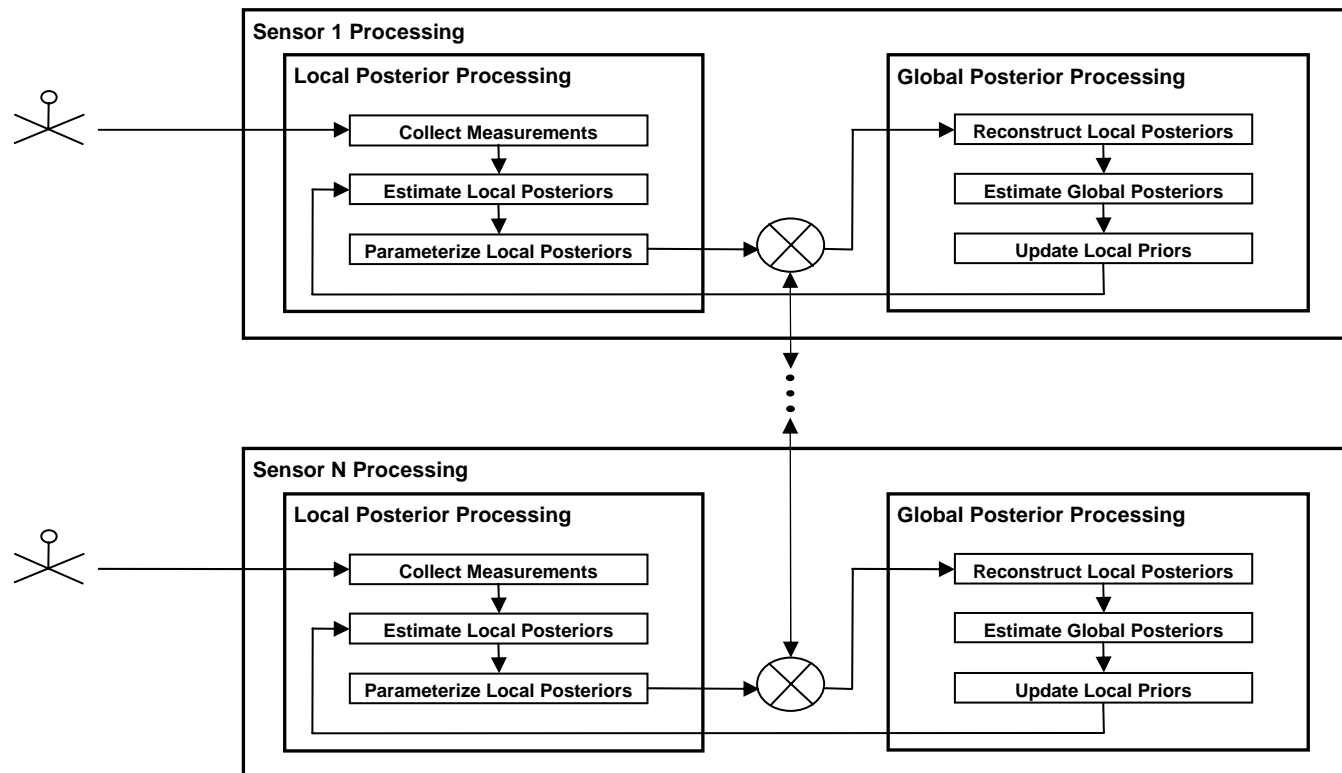 Sensor 1 Processing
Local Posterior Processing
Collect Measurements
Estimate Local Posteriors
Parameterize Local Posteriors
Global Posterior Processing
Reconstruct Local Posteriors
Estimate Global Posteriors
Update Local Priors
Sensor N Processing
Local Posterior Processing
Collect Measurements
Estimate Local Posteriors
Parameterize Local Posteriors
Global Posterior Processing
Reconstruct Local Posteriors
Estimate Global Posteriors
Update Local Priors